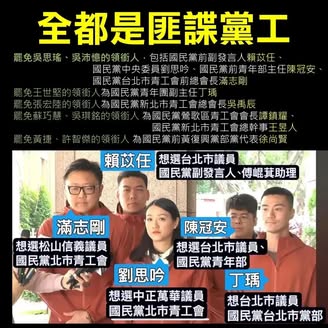 全都是匪諜黨工
罷免吳思瑤、吳沛憶的領銜人，包括國民黨前副發言人賴苡任、
國民黨中央委員劉思吟、國民黨前青年部主任陳冠安、
國民黨台北市青工會前會長滿志剛
罷免王世堅的領銜人為國民黨青年團副主任丁瑀
罷免張宏陸的領銜人為國民黨新北市青工會總會長吳禹辰
罷免蘇巧慧、吳琪銘的領銜人為國民黨鶯歌區青工會會長譚鎮耀、
國民黨新北市青工會總幹事王昱人
罷免黃捷、許智傑的領銜人為國民黨前黃復興黨部黨代表徐尚賢
賴苡任
想選台北市議員
國民黨副發言人、傅崐萁助理
滿志剛
想選松山信義議員
國民黨北市青工會
陳冠安
想選台北市議員、
國民黨青年部
劉思吟
想選中正萬華議員
國民黨北市青工會
丁瑀
想選台北市議員
國民黨台北市黨部